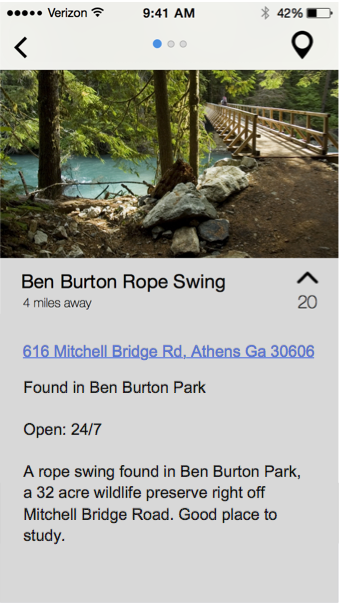 Verizon 9:41 AM 42%
Ben Burton Rope Swing
4 miles away
20
616 Mitchell Bridge Rd, Athens Ga 30606
Found in Ben Burton Park
Open: 24/7
A rope swing found in Ben Burton Park,
a 32 acre wildlife preserve right off
Mitchell Bridge Road. Good place to
study.